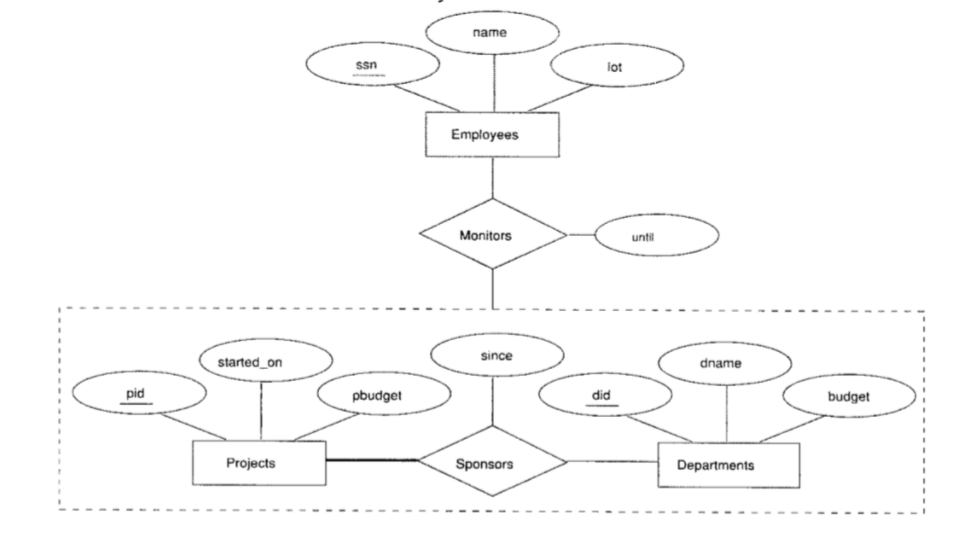 name
ssn
lot
Employees
Monitors
until
since
started_on
dname
pid
pbudget
did
budget
Projects
Sponsors
Departments